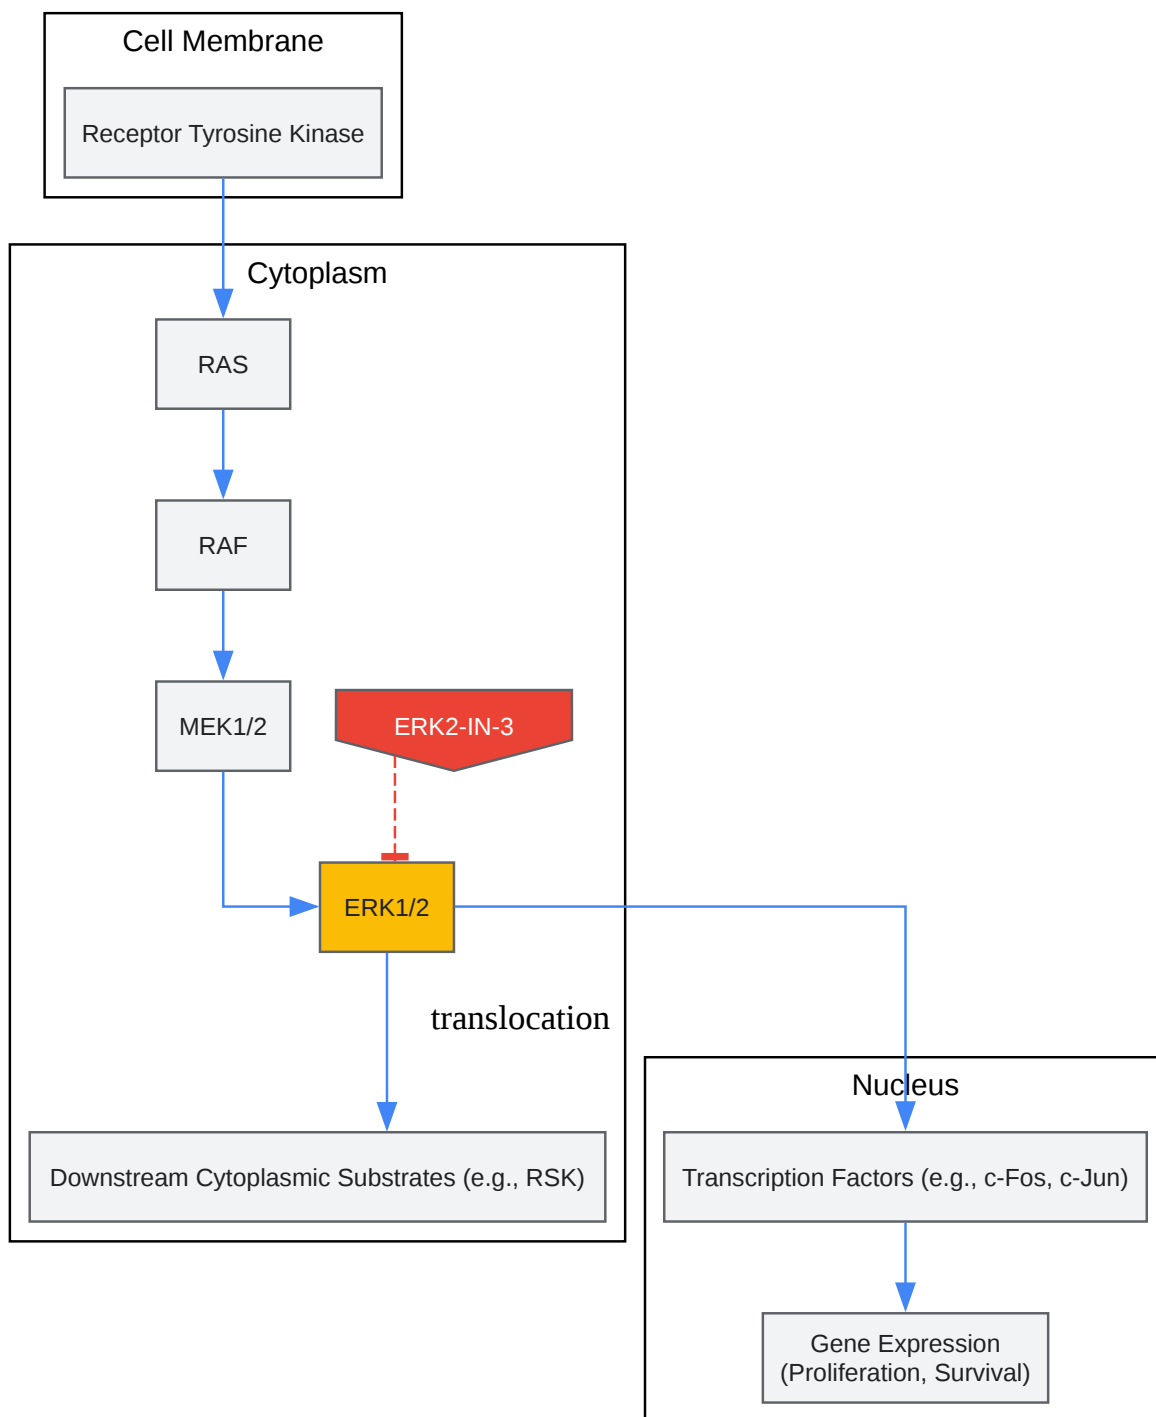 Cell Membrane
Receptor Tyrosine Kinase
Cytoplasm
RAS
RAF
MEK1/2
ERK2-IN-3
ERK1/2
translocation
Nucleus
Downstream Cytoplasmic Substrates (e.g., RSK)
Transcription Factors (e.g., c-Fos, c-Jun)
Gene Expression
(Proliferation, Survival)